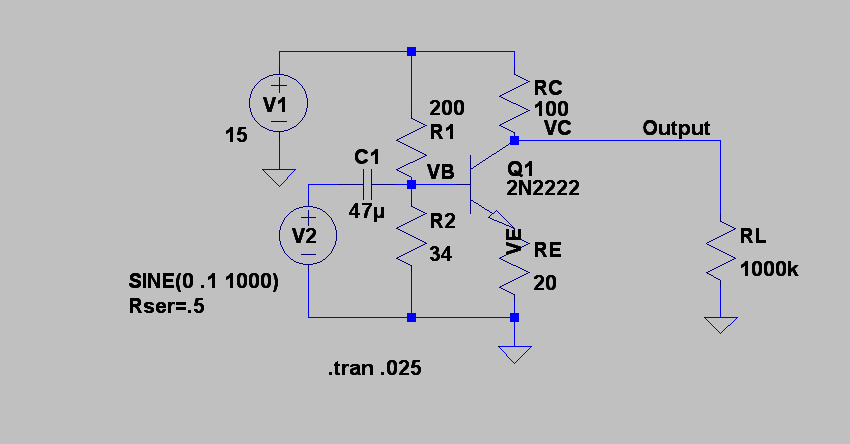 RC
200
100
R1
VC
Output
V1
15
C1
VB
Q1
2N2222
47µ
R2
V2
VE
RE
RL
34
1000k
SINE(0 .1 1000)
20
Rser=.5
.tran .025